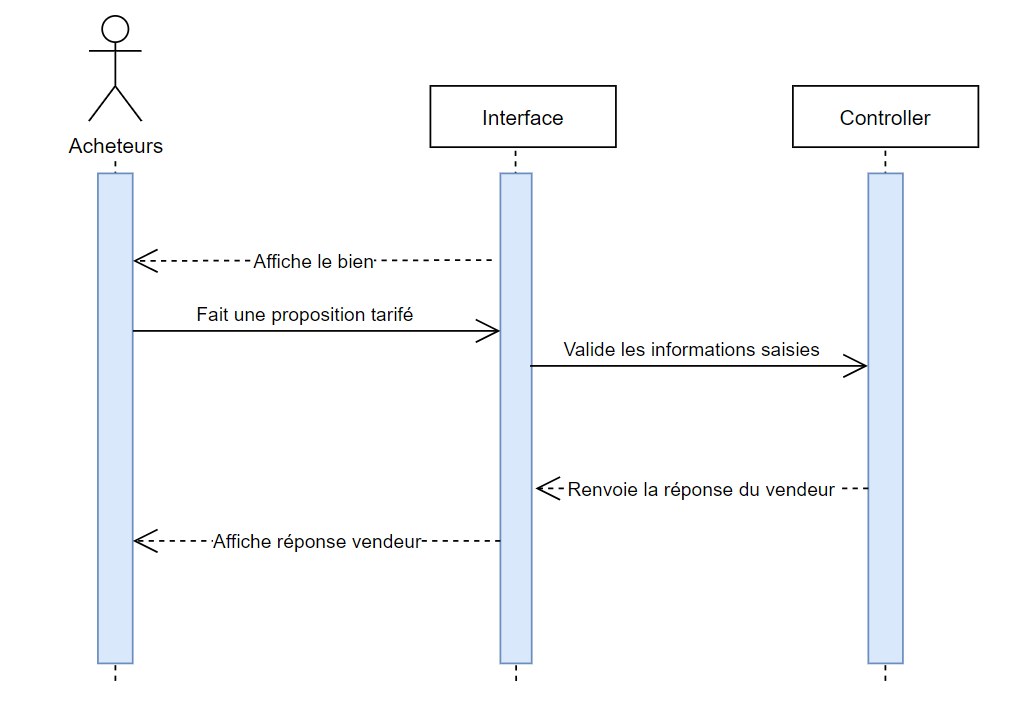 Acheteurs
Interface
Controller
Affiche le bien
Fait une proposition tarifé
Valide les informations saisies
Renvoie la réponse du vendeur
Affiche réponse vendeur